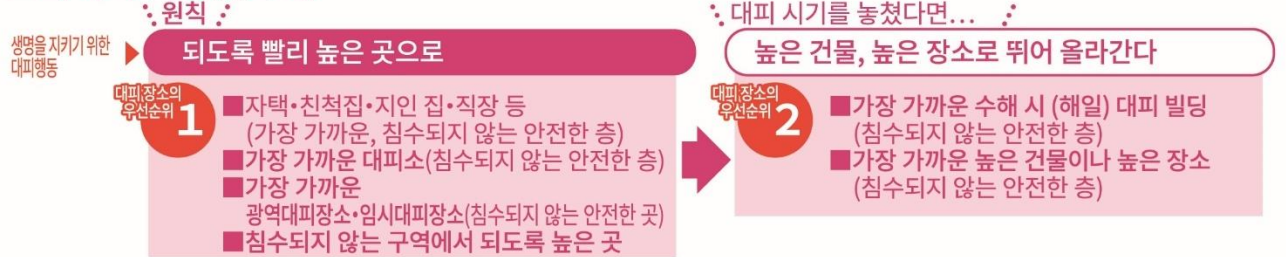 원칙
생명을 지키기 위한
대피행동
되도록 빨리 높은 곳으로
대피 장소의
우선순위 1
■자택•친척집•지인 집•직장 등
(가장 가까운, 침수되지 않는 안전한 층)
■가장 가까운 대피소(침수되지 않는 안전한 층)
■가장 가까운
광역대피장소•임시대피장소(침수되지 않는 안전한 곳)
■침수되지 않는 구역에서 되도록 높은 곳
대피 시기를 놓쳤다면...
높은 건물, 높은 장소로 뛰어 올라간다
대피 장소의
우선순위 2
■가장 가까운 수해 시 (해일) 대피 빌딩
(침수되지 않는 안전한 층)
■가장 가까운 높은 건물이나 높은 장소
(침수되지 않는 안전한 층)